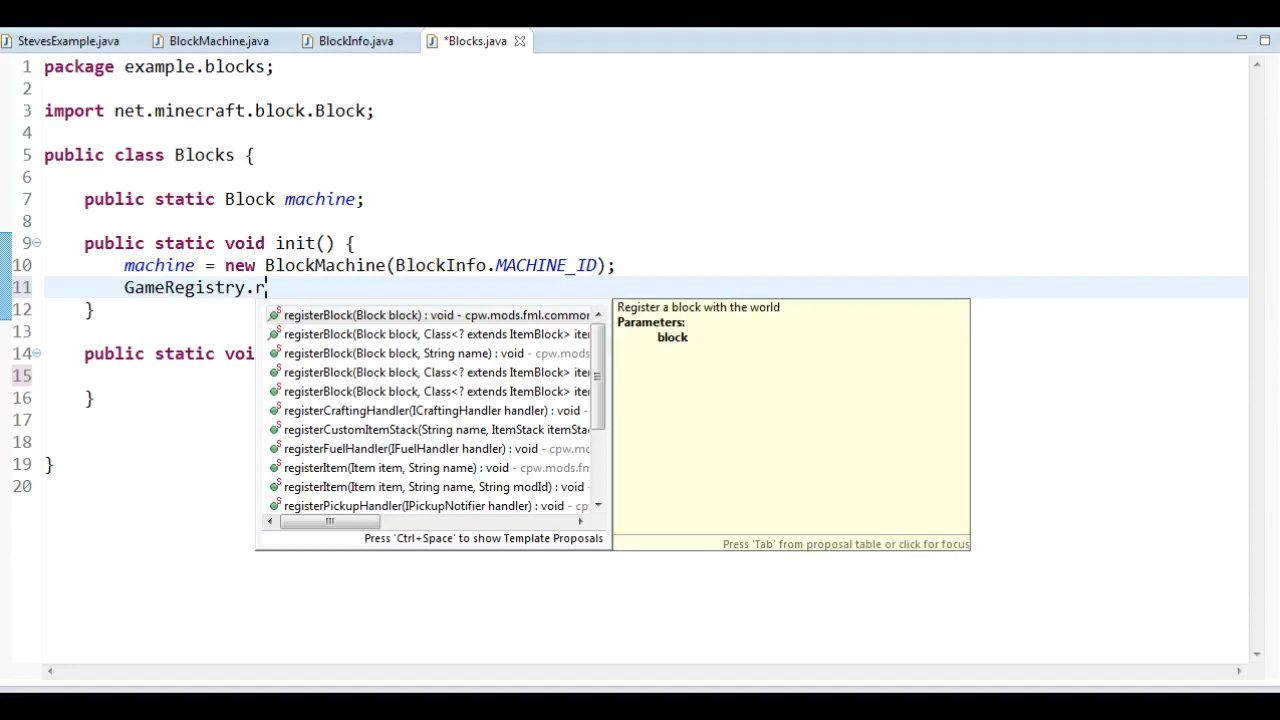 StevesExample.java BlockMachine.java BlockInfo.java *Blocks.java
1 package example.blocks;
2
3 import net.minecraft.block.Block;
4
5 public class Blocks {
6
7 public static Block machine;
8
9 public static void init() {
10 machine = new BlockMachine(BlockInfo.MACHINE_ID);
11 GameRegistry.r
12 }
13
14 public static voi
15
16 }
17
18
19 }
20
registerBlock(Block block) : void - cpw.mods.fml.common
registerBlock(Block block, Class<? extends ItemBlock> ite
registerBlock(Block block, String name) : void - cpw.mods
registerBlock(Block block, Class<? extends ItemBlock> ite
registerBlock(Block block, Class<? extends ItemBlock> ite
registerCraftingHandler(ICraftingHandler handler) : void -
registerCustomItemStack(String name, ItemStack itemSta
registerFuelHandler(IFuelHandler handler) : void - cpw.mo
registerItem(Item item, String name) : void - cpw.mods.fm
registerItem(Item item, String name, String modId) : void
registerPickupHandler(IPickupNotifier handler) : void - cp
Press 'Ctrl+Space' to show Template Proposals
Register a block with the world
Parameters:
block
Press 'Tab' from proposal table or click for focus